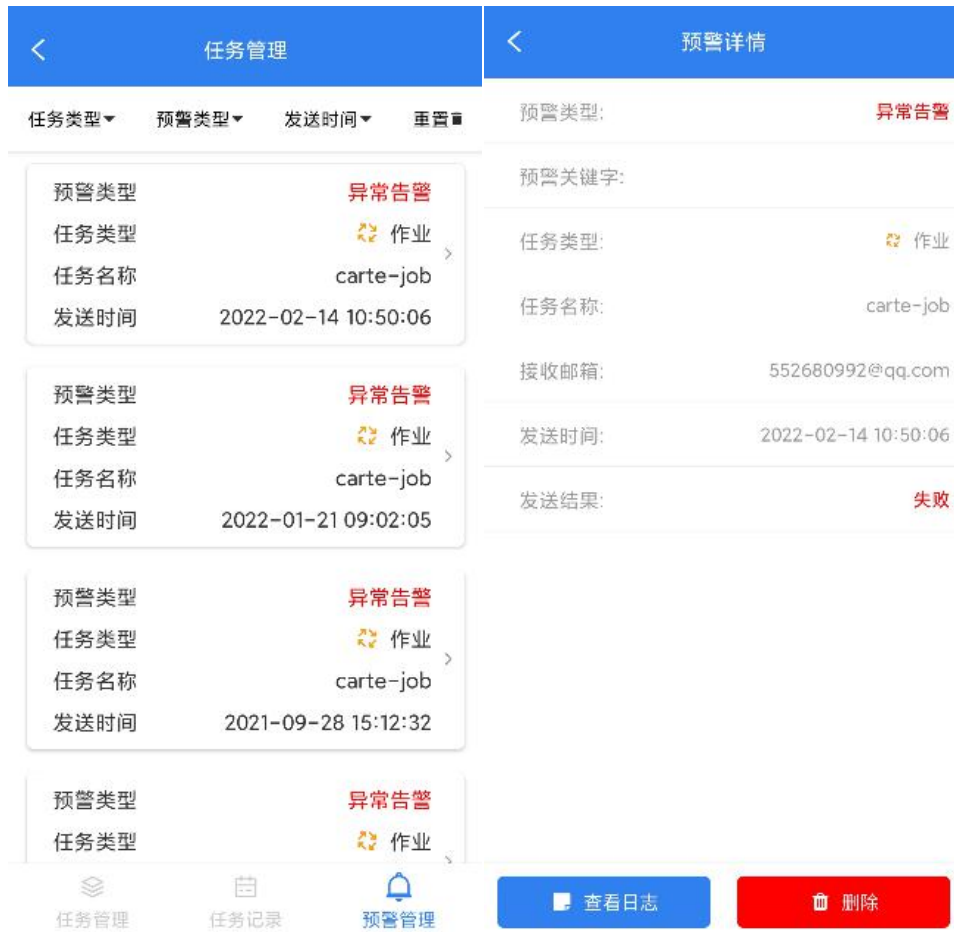 任务管理
任务类型 预警类型 发送时间 重置
预警类型 异常告警
任务类型 作业
任务名称 carte-job
发送时间 2022-02-14 10:50:06
预警类型 异常告警
任务类型 作业
任务名称 carte-job
发送时间 2022-01-21 09:02:05
预警类型 异常告警
任务类型 作业
任务名称 carte-job
发送时间 2021-09-28 15:12:32
预警类型 异常告警
任务类型 作业
任务管理 任务记录 预警管理
预警详情
预警类型: 异常告警
预警关键字:
任务类型: 作业
任务名称: carte-job
接收邮箱: 552680992@qq.com
发送时间: 2022-02-14 10:50:06
发送结果: 失败
查看日志 删除